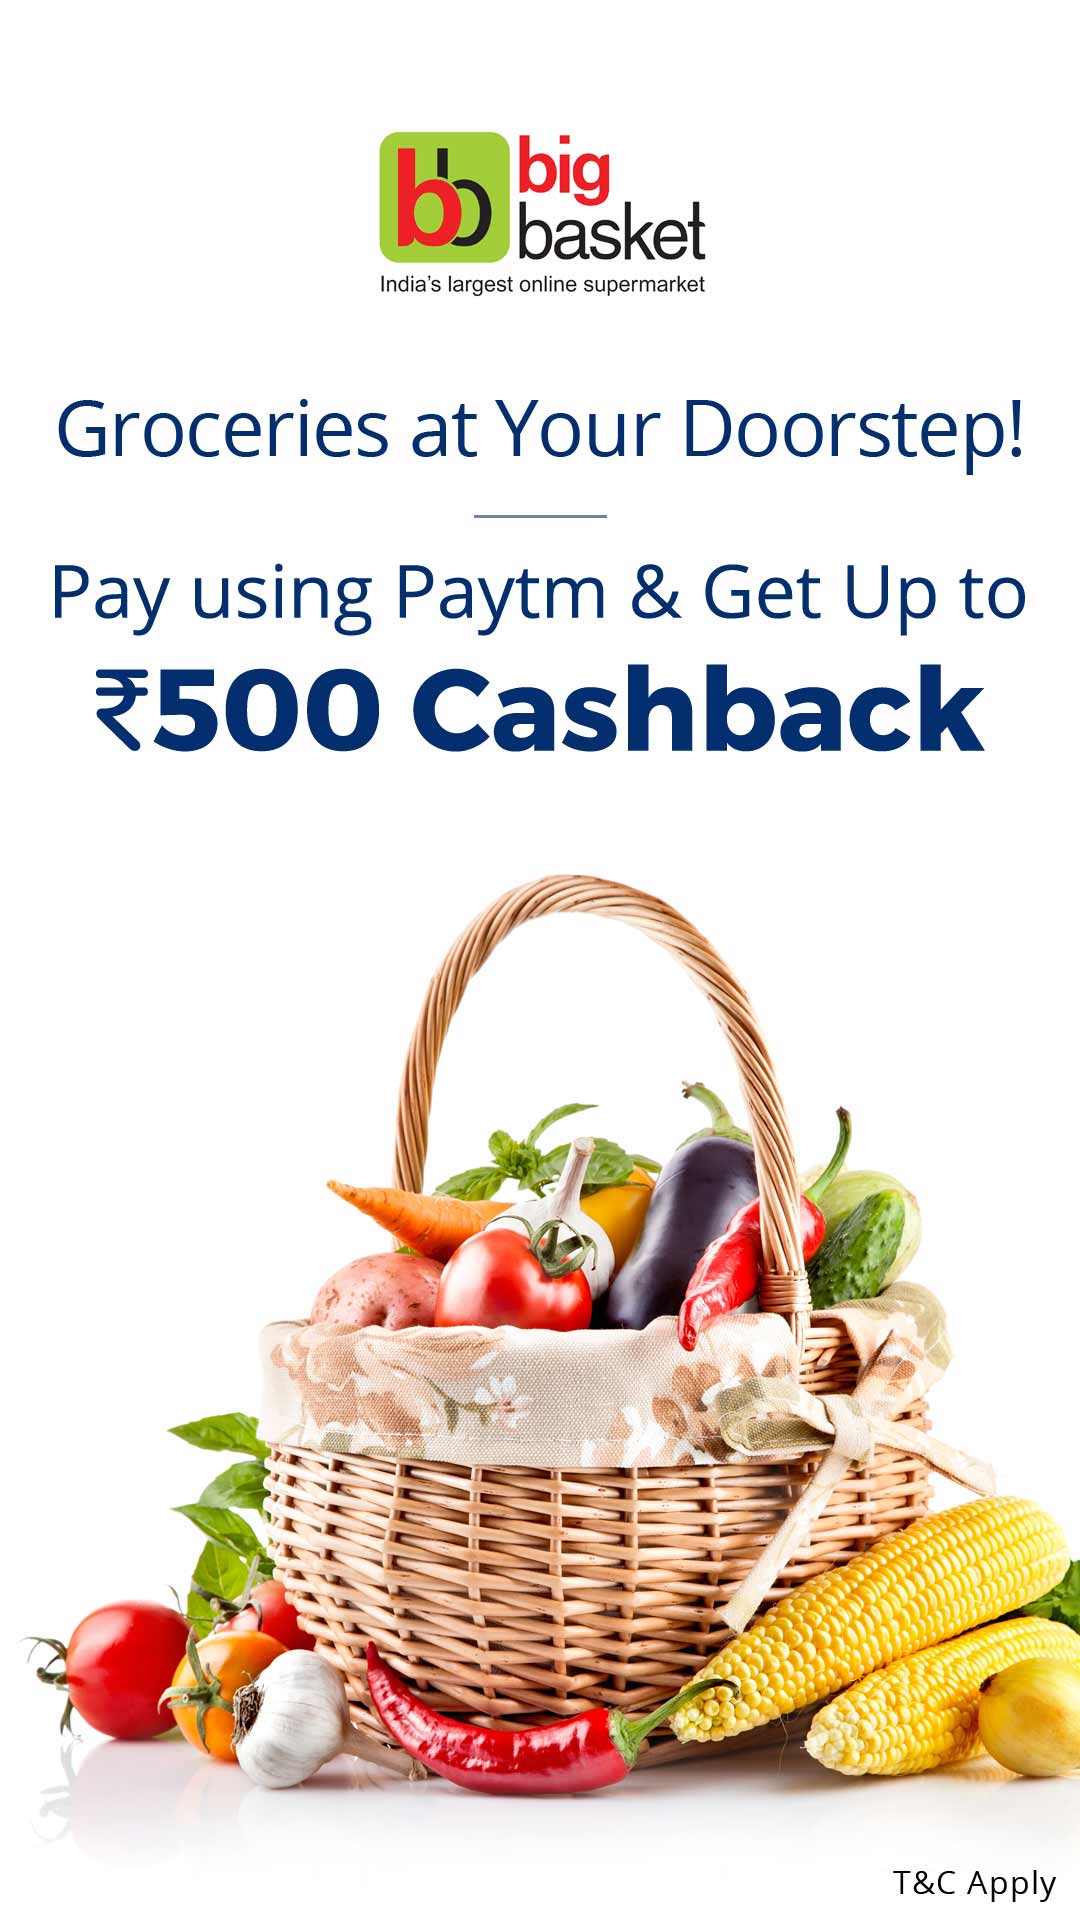 bb big
basket
India's largest online supermarket
Groceries at Your Doorstep!
Pay using Paytm & Get Up to
₹500 Cashback
T&C Apply